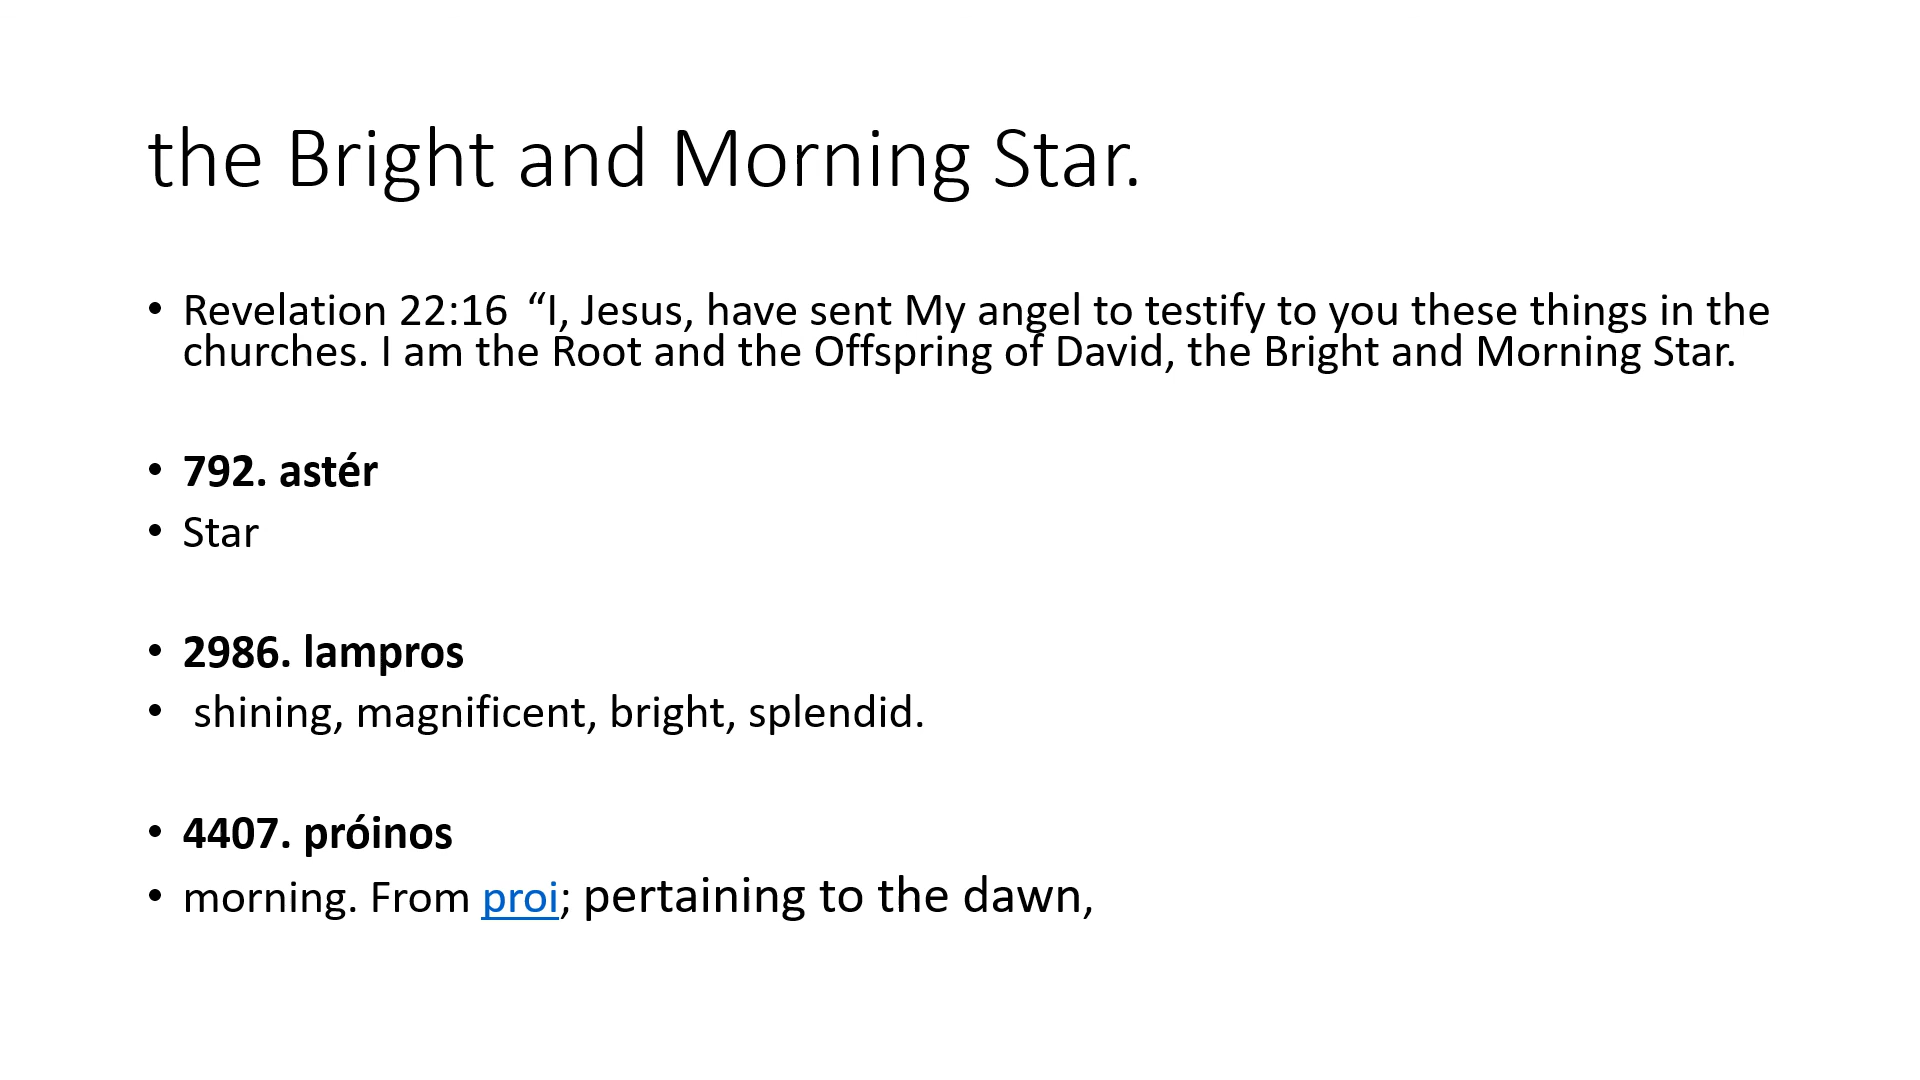 the Bright and Morning Star.
• Revelation 22:16  “I, Jesus, have sent My angel to testify to you these things in the
churches. I am the Root and the Offspring of David, the Bright and Morning Star.
• 792. astér
• Star
• 2986. lampros
•  shining, magnificent, bright, splendid.
• 4407. próinos
• morning. From proi; pertaining to the dawn,